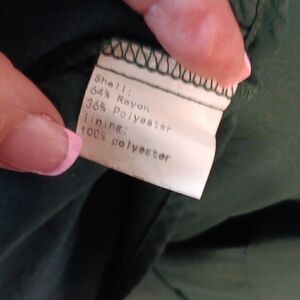 Shell:
64% Rayon
36% Polyester
lining:
100% polyester